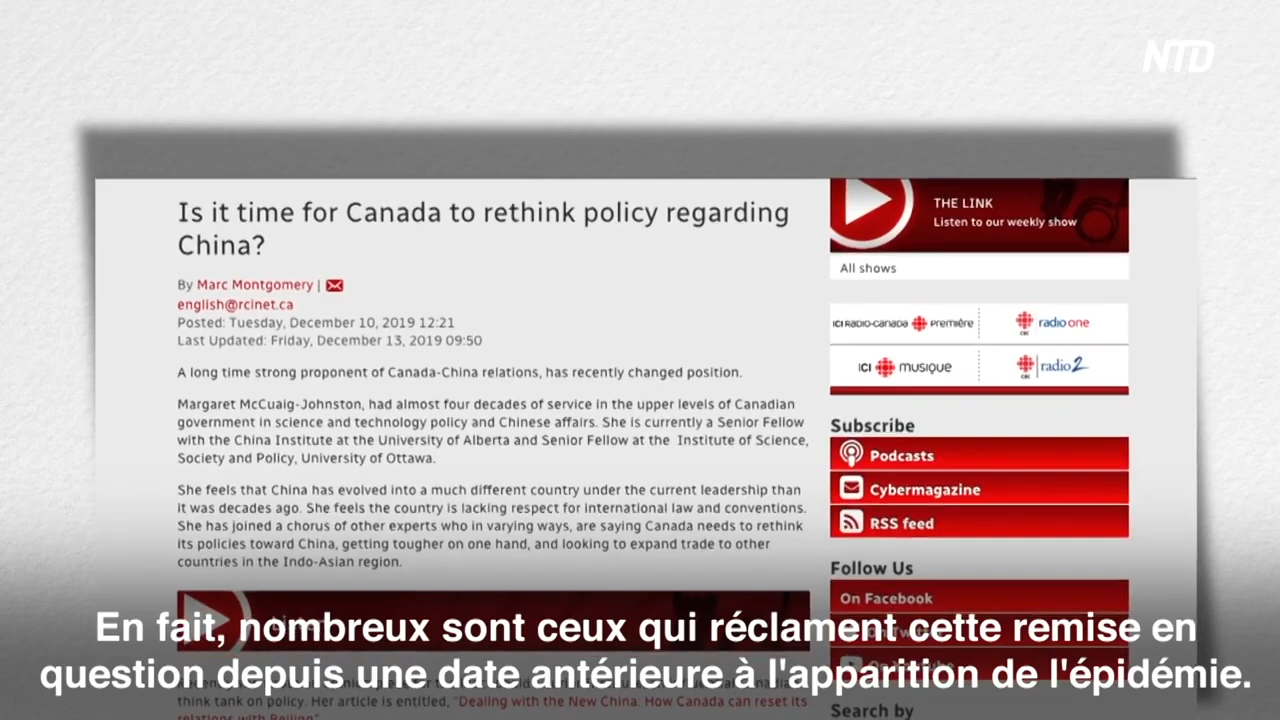 NTD
Is it time for Canada to rethink policy regarding
China?
By Marc Montgomery |
english@rcinet.ca
Posted: Tuesday, December 10, 2019 12:21
Last Updated: Friday, December 13, 2019 09:50
A long time strong proponent of Canada-China relations, has recently changed position.
Margaret McCuaig-Johnston, had almost four decades of service in the upper levels of Canadian
government in science and technology policy and Chinese affairs. She is currently a Senior Fellow
with the China Institute at the University of Alberta and Senior Fellow at the Institute of Science,
Society and Policy, University of Ottawa.
She feels that China has evolved into a much different country under the current leadership than
it was decades ago. She feels the country is lacking respect for international law and conventions.
She has joined a chorus of other experts who in varying ways, are saying Canada needs to rethink
its policies toward China, getting tougher on one hand, and looking to expand trade to other
countries in the Indo-Asian region.
think tank on policy. Her article is entitled, "Dealing with the New China: How Canada can reset its
relations with Beijing"
THE LINK
Listen to our weekly show
All shows
ICI RADIO-CANADA PREMIÈRE
CBC radio one
ICI MUSIQUE
CBC radio 2
Subscribe
Podcasts
Cybermagazine
RSS feed
Follow Us
On Facebook
Search by
En fait, nombreux sont ceux qui réclament cette remise en
question depuis une date antérieure à l'apparition de l'épidémie.